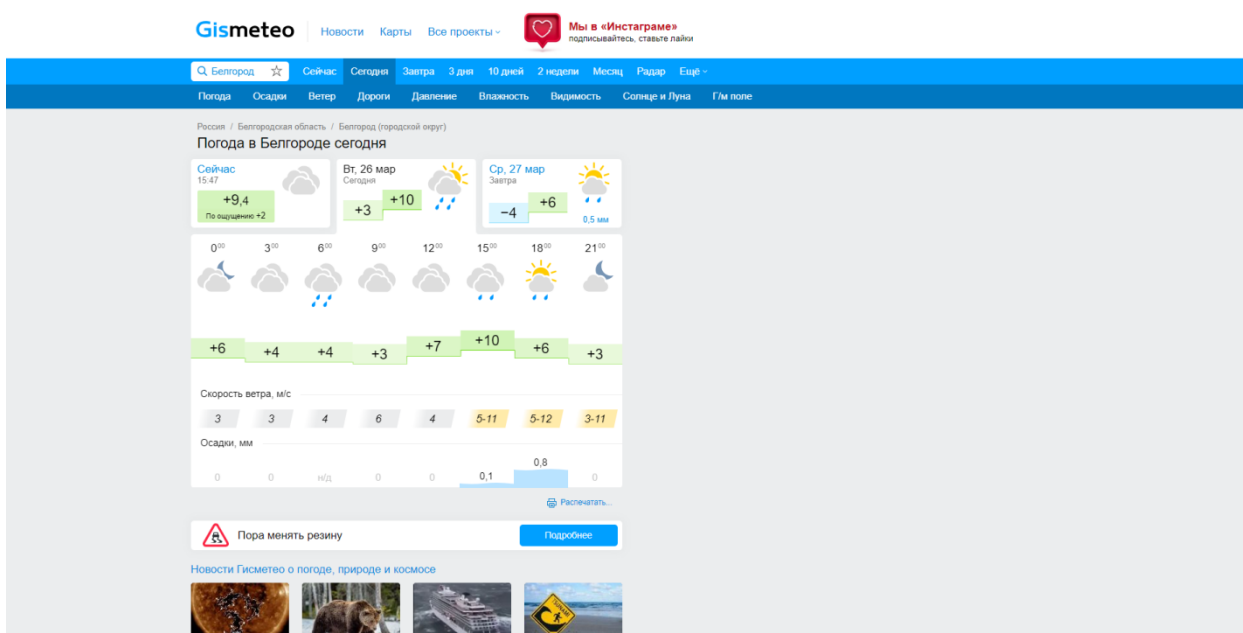 Gismeteo
Новости Карты Все проекты
Мы в «Инстаграме»
подписывайтесь, ставьте лайки
Белгород Сейчас Сегодня Завтра 3 дня 10 дней 2 недели Месяц Радар Ещё
Погода Осадки Ветер Дороги Давление Влажность Видимость Солнце и Луна Г/м поле
Россия / Белгородская область / Белгород (городской округ)
Погода в Белгороде сегодня
Сейчас
15:47
+9,4
По ощущению +2
Вт, 26 мар
Сегодня
+3 +10
Ср, 27 мар
Завтра
−4 +6
0,5 мм
0⁰⁰ 3⁰⁰ 6⁰⁰ 9⁰⁰ 12⁰⁰ 15⁰⁰ 18⁰⁰ 21⁰⁰
+6 +4 +4 +3 +7 +10 +6 +3
Скорость ветра, м/с
3 3 4 6 4 5-11 5-12 3-11
Осадки, мм
0 0 н/д 0 0 0,1 0,8 0
Распечатать...
Пора менять резину
Подробнее
Новости Гисметео о погоде, природе и космосе